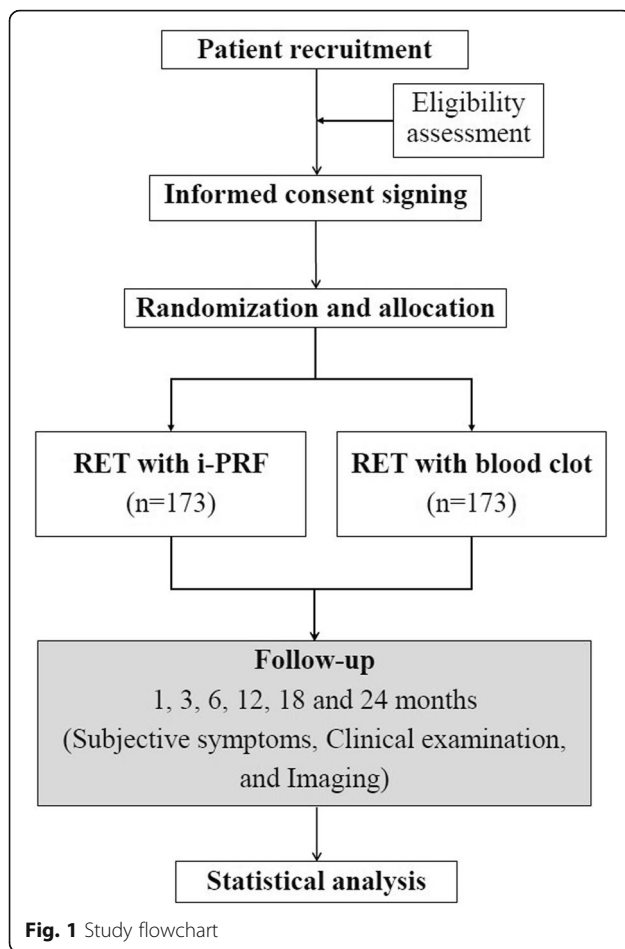 Patient recruitment
Eligibility
assessment
Informed consent signing
Randomization and allocation
RET with i-PRF
(n=173)
RET with blood clot
(n=173)
Follow-up
1, 3, 6, 12, 18 and 24 months
(Subjective symptoms, Clinical examination,
and Imaging)
Statistical analysis
Fig. 1 Study flowchart